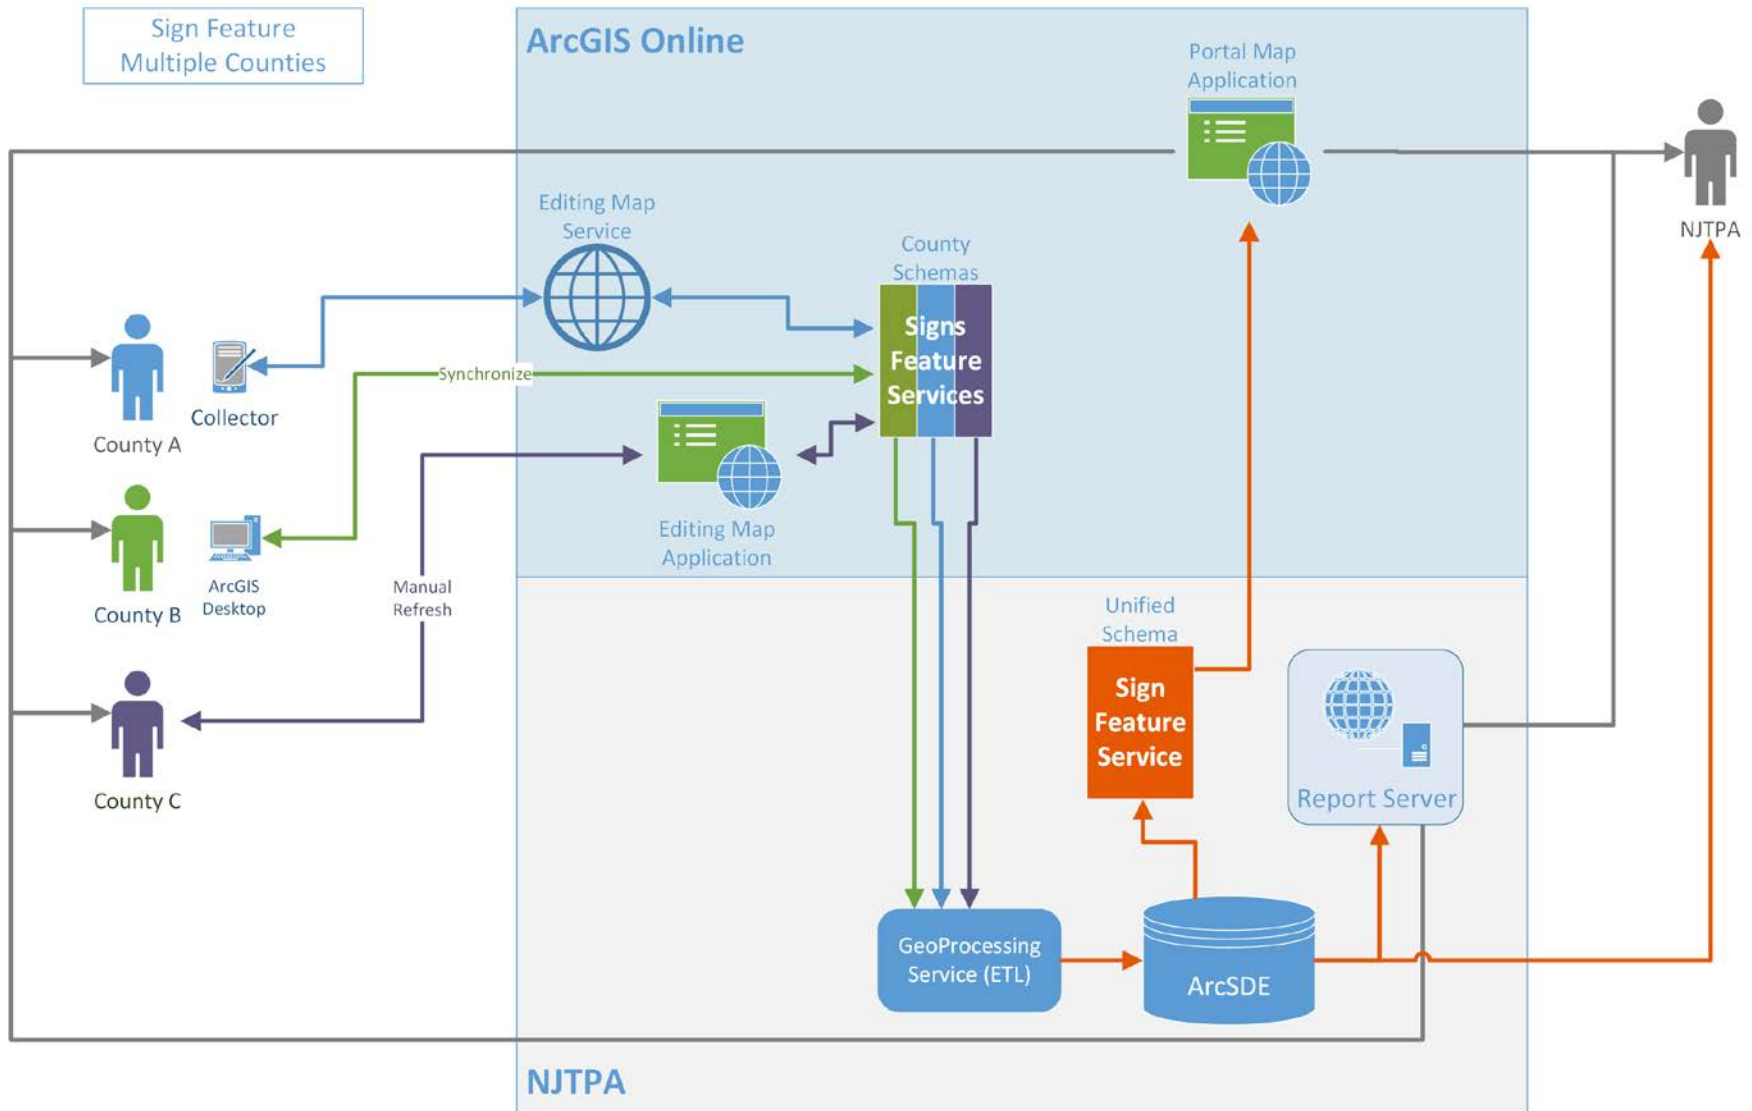 Sign Feature
Multiple Counties
ArcGIS Online
Portal Map
Application
NJTPA
Editing Map
Service
County
Schemas
Signs
Feature
Services
Collector
County A
Synchronize
Editing Map
Application
ArcGIS
Desktop
County B
Manual
Refresh
County C
Unified
Schema
Sign
Feature
Service
Report Server
GeoProcessing
Service (ETL)
ArcSDE
NJTPA